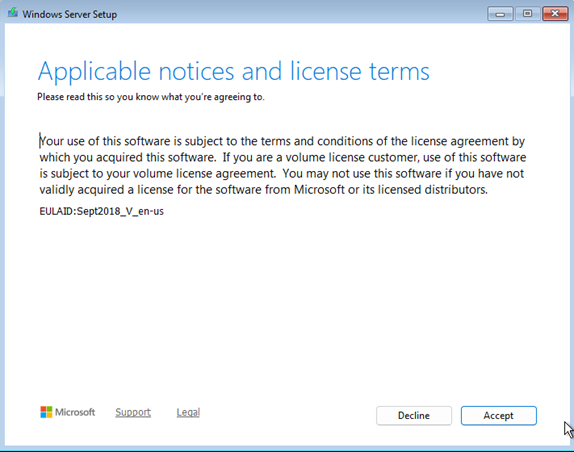 Windows Server Setup
Applicable notices and license terms
Please read this so you know what you're agreeing to.
Your use of this software is subject to the terms and conditions of the license agreement by
which you acquired this software.  If you are a volume license customer, use of this software
is subject to your volume license agreement.  You may not use this software if you have not
validly acquired a license for the software from Microsoft or its licensed distributors.
EULAID:Sept2018_V_en-us
Microsoft Support Legal Decline Accept